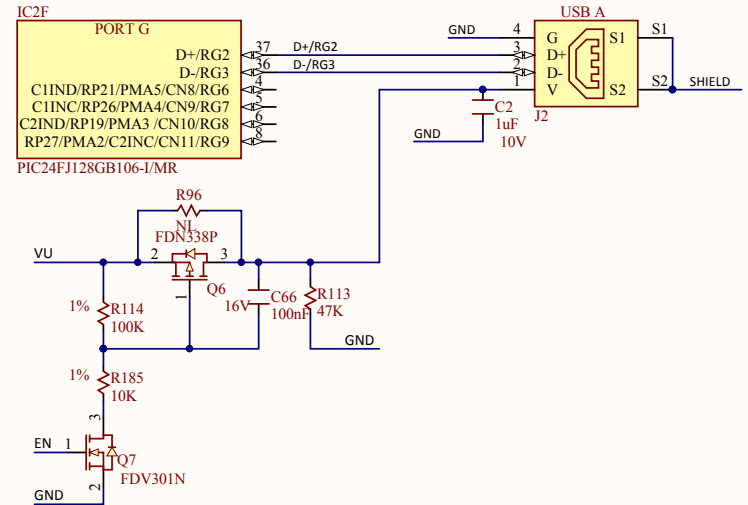 IC2F
PORT G
USB A
D+/RG2
37
D+/RG2
GND
4
G
S1
S1
3
D+
D-/RG3
36
D-/RG3
2
D-
C1IND/RP21/PMA5/CN8/RG6
4
1
V
S2
S2
SHIELD
C1INC/RP26/PMA4/CN9/RG7
5
C2IND/RP19/PMA3 /CN10/RG8
6
RP27/PMA2/C2INC/CN11/RG9
8
C2
1uF
10V
GND
J2
PIC24FJ128GB106-I/MR
R96
NL
FDN338P
VU
2
3
1
Q6
1%
R114
100K
C66
16V
100nF
R113
47K
GND
1%
R185
10K
3
EN
1
Q7
FDV301N
2
GND